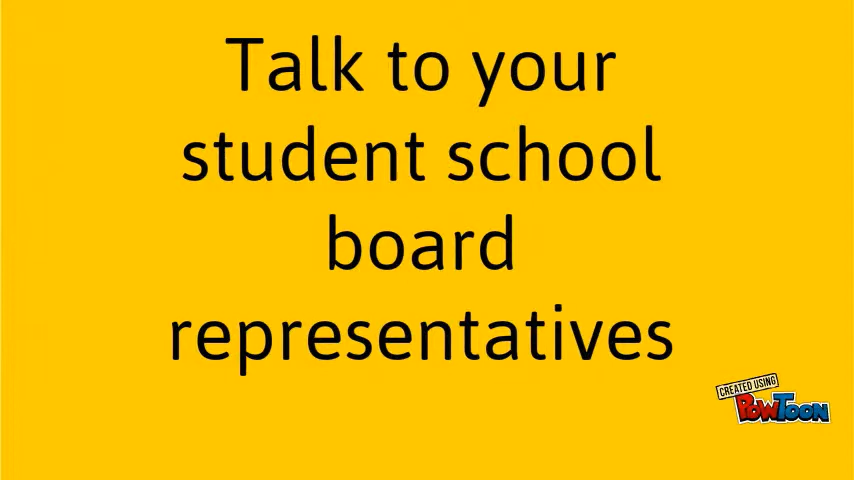 Talk to your
student school
board
representatives
CREATED USING
POWTOON